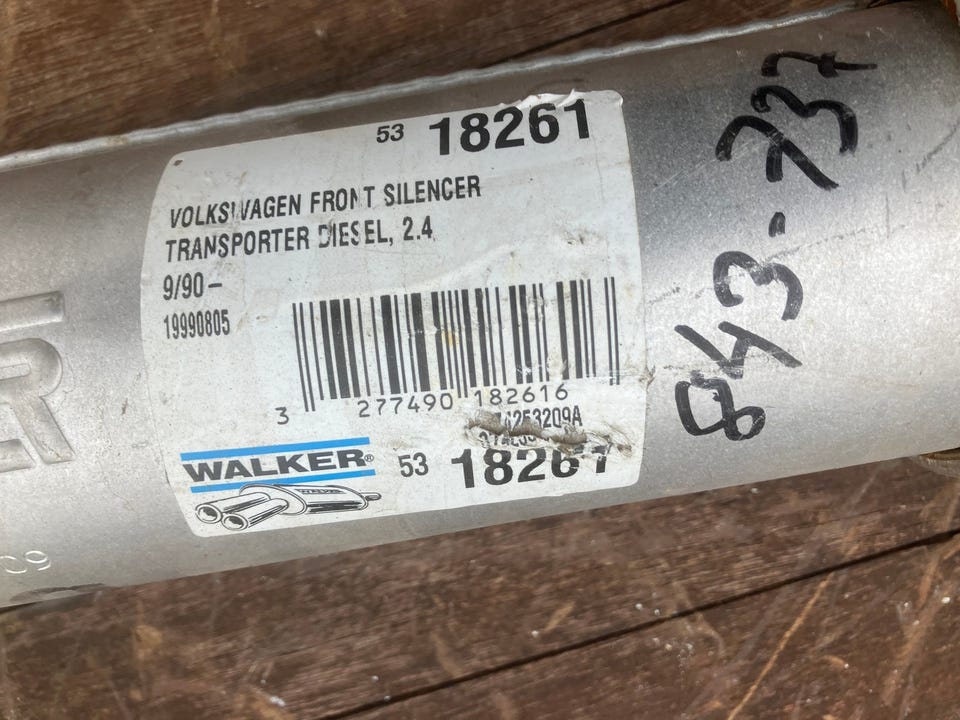 53 18261
VOLKSWAGEN FRONT SILENCER
TRANSPORTER DIESEL, 2.4
9/90 –
19990805
3 277490 182616
WALKER®
53 18261
843-737